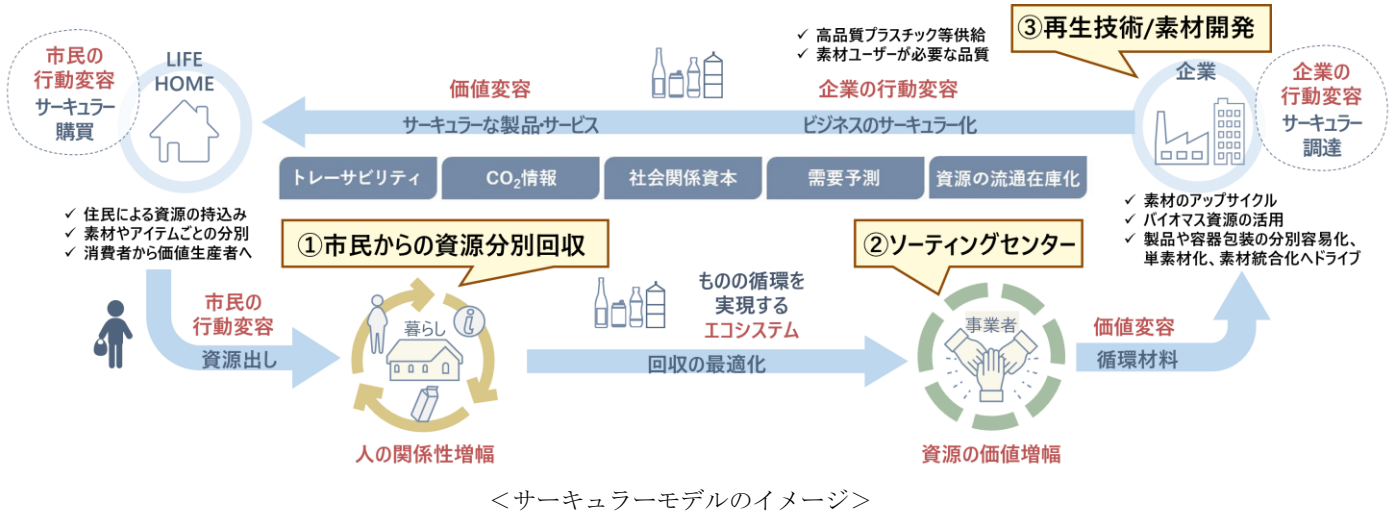 ③再生技術/素材開発
✓ 高品質プラスチック等供給
✓ 素材ユーザーが必要な品質
市民の
行動変容
サーキュラー
購買
LIFE
HOME
価値変容
サーキュラーな製品・サービス
企業の行動変容
ビジネスのサーキュラー化
企業
企業の
行動変容
サーキュラー
調達
トレーサビリティ
CO₂情報
社会関係資本
需要予測
資源の流通在庫化
✓ 住民による資源の持込み
✓ 素材やアイテムごとの分別
✓ 消費者から価値生産者へ
①市民からの資源分別回収
②ソーティングセンター
✓ 素材のアップサイクル
✓ バイオマス資源の活用
✓ 製品や容器包装の分別容易化、
単素材化、素材統合化へドライブ
市民の
行動変容
資源出し
暮らし
i
人の関係性増幅
ものの循環を
実現する
エコシステム
回収の最適化
事業者
資源の価値増幅
価値変容
循環材料
＜サーキュラーモデルのイメージ＞